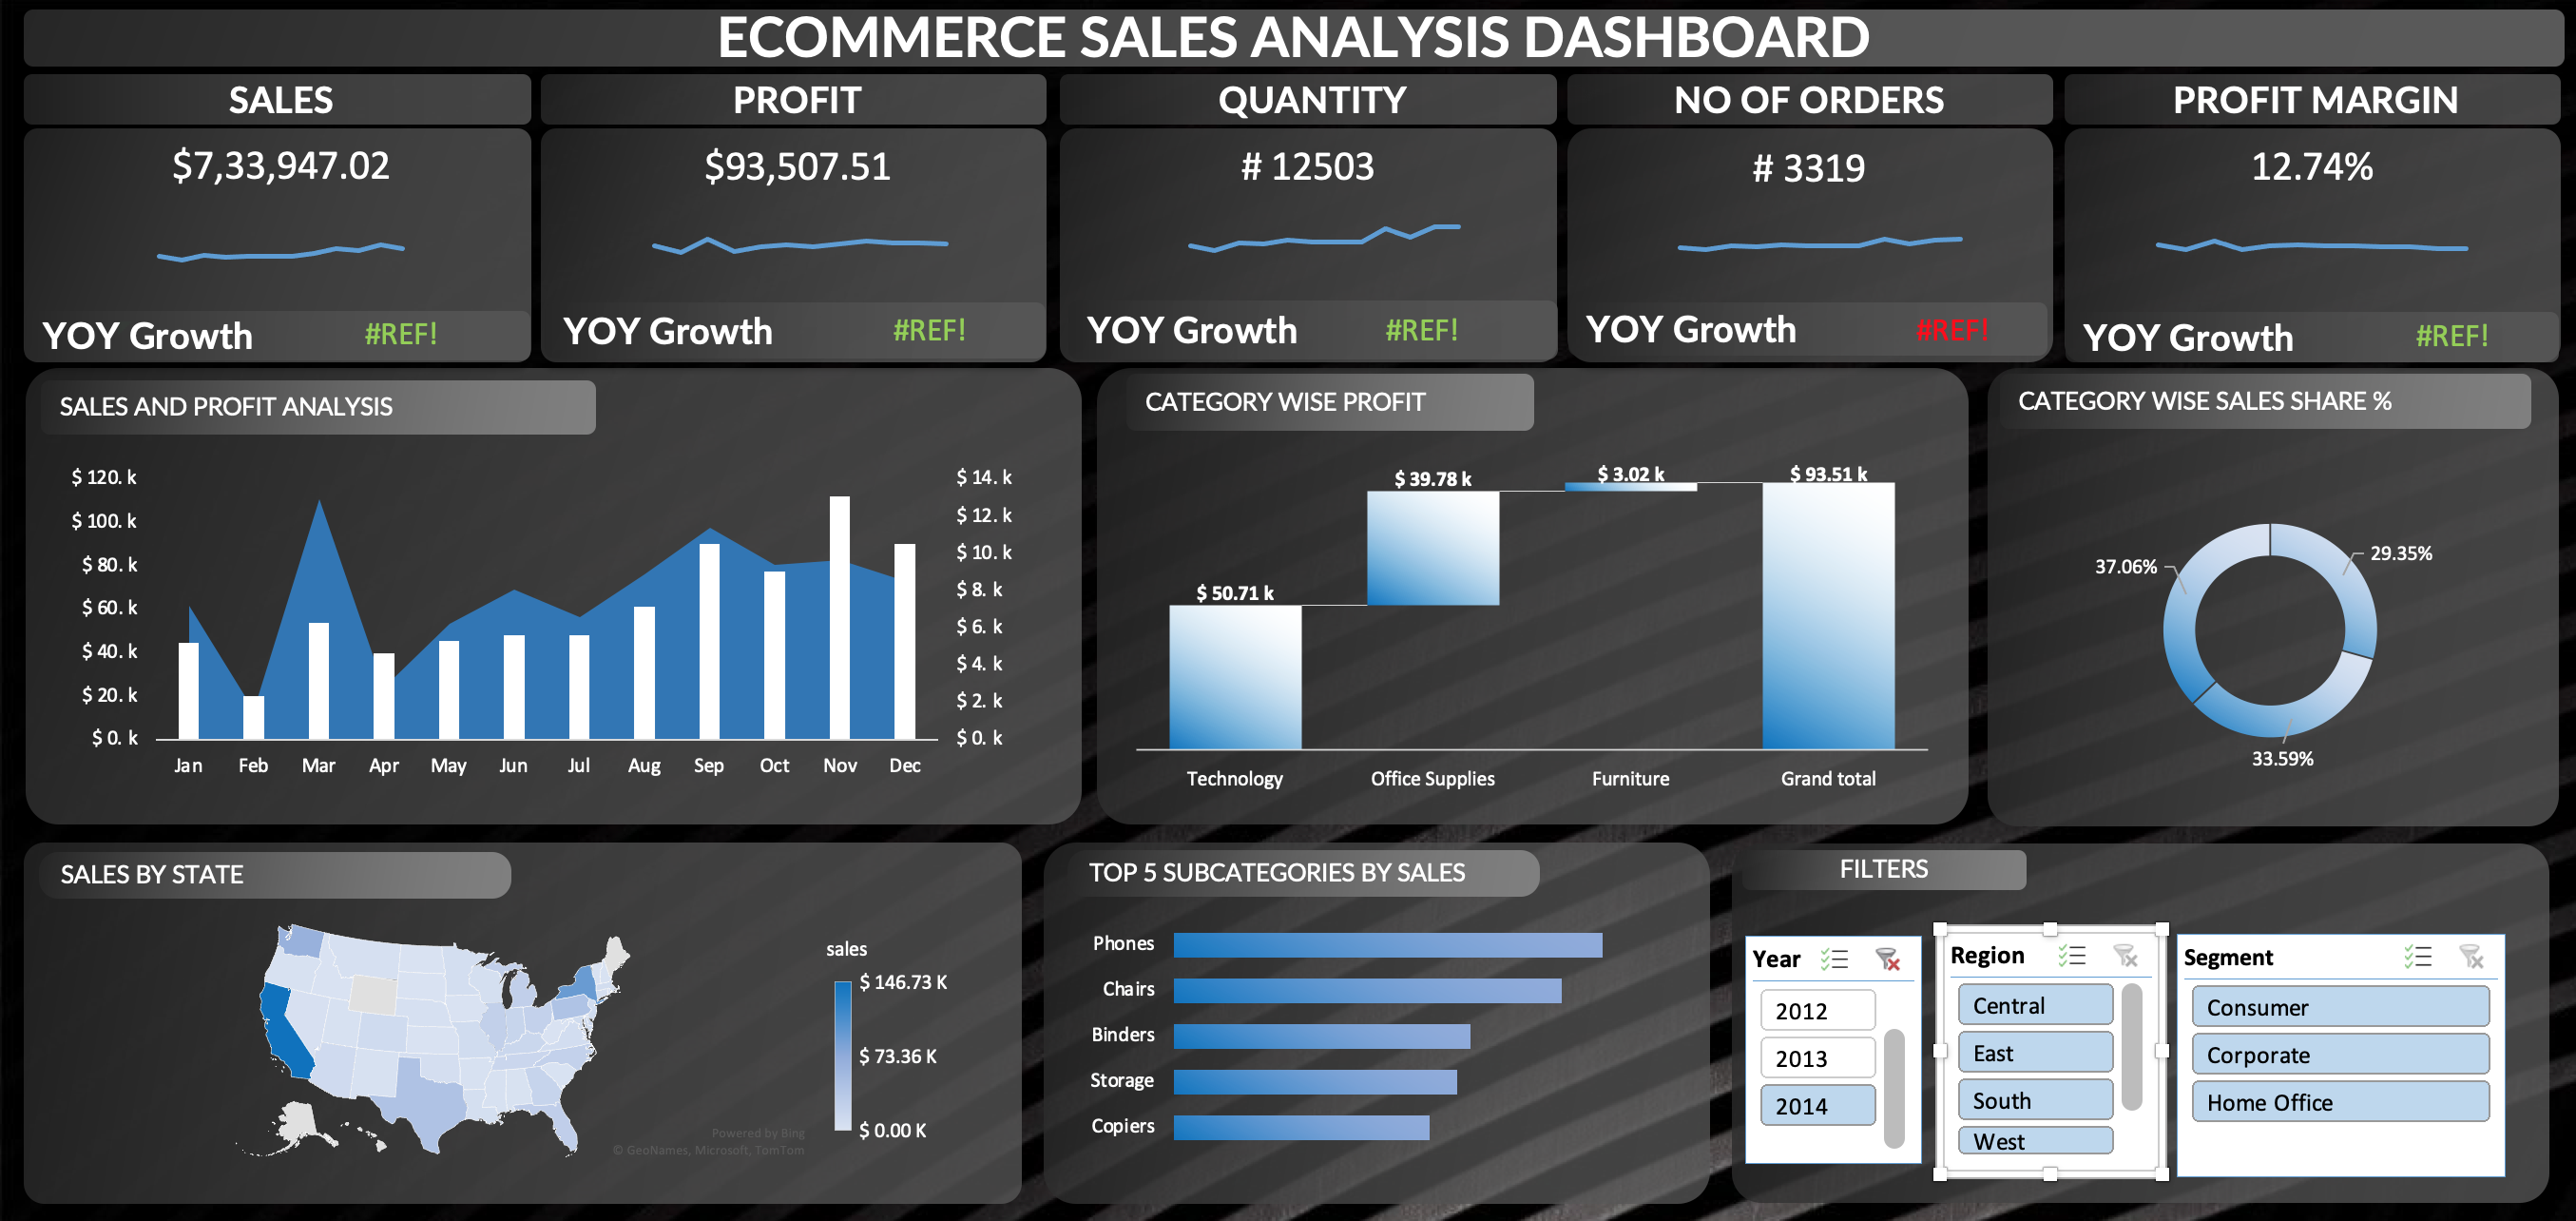 ECOMMERCE SALES ANALYSIS DASHBOARD
SALES
PROFIT
QUANTITY
NO OF ORDERS
PROFIT MARGIN
$7,33,947.02
$93,507.51
# 12503
# 3319
12.74%
YOY Growth #REF!
YOY Growth #REF!
YOY Growth #REF!
YOY Growth #REF!
YOY Growth #REF!
SALES AND PROFIT ANALYSIS
$ 120. k
$ 100. k
$ 80. k
$ 60. k
$ 40. k
$ 20. k
$ 0. k
$ 14. k
$ 12. k
$ 10. k
$ 8. k
$ 6. k
$ 4. k
$ 2. k
$ 0. k
Jan Feb Mar Apr May Jun Jul Aug Sep Oct Nov Dec
CATEGORY WISE PROFIT
$ 50.71 k
$ 39.78 k
$ 3.02 k
$ 93.51 k
Technology Office Supplies Furniture Grand total
CATEGORY WISE SALES SHARE %
37.06%
29.35%
33.59%
SALES BY STATE
sales
$ 146.73 K
$ 73.36 K
$ 0.00 K
Powered by Bing
© GeoNames, Microsoft, TomTom
TOP 5 SUBCATEGORIES BY SALES
Phones
Chairs
Binders
Storage
Copiers
FILTERS
Year
2012
2013
2014
Region
Central
East
South
West
Segment
Consumer
Corporate
Home Office